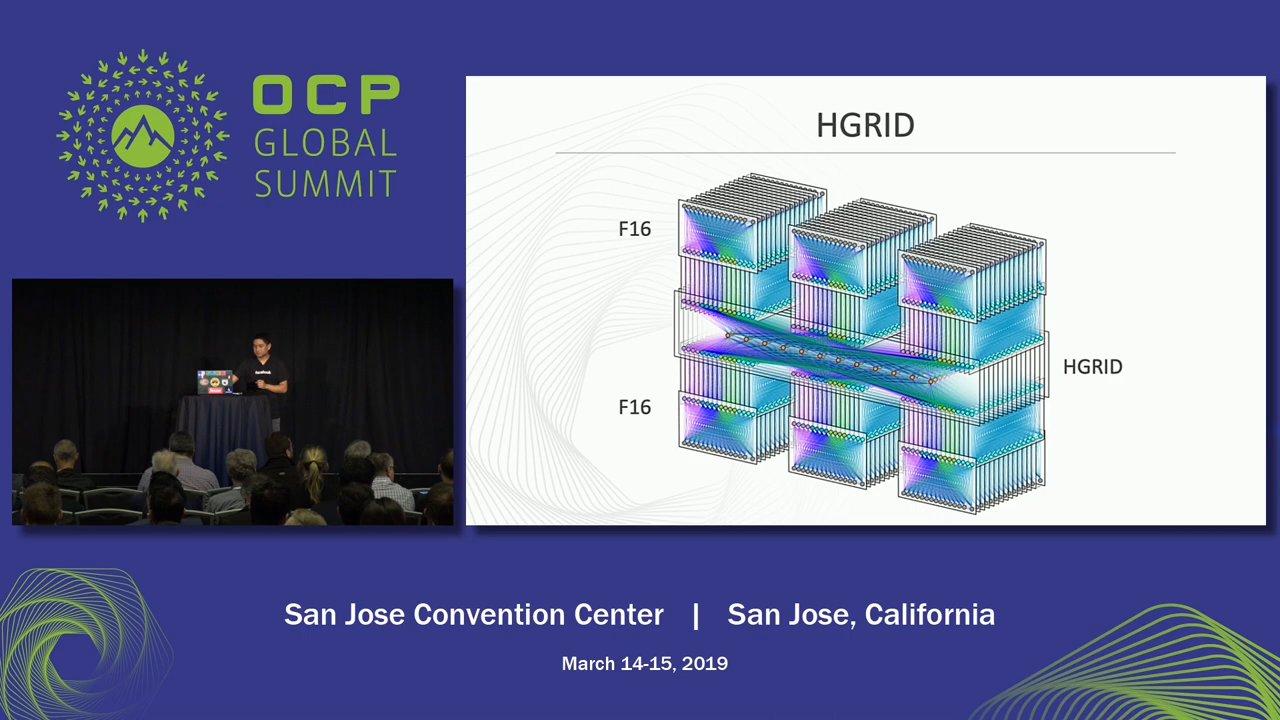 OCP
GLOBAL
SUMMIT
HGRID
F16
HGRID
F16
San Jose Convention Center | San Jose, California
March 14-15, 2019